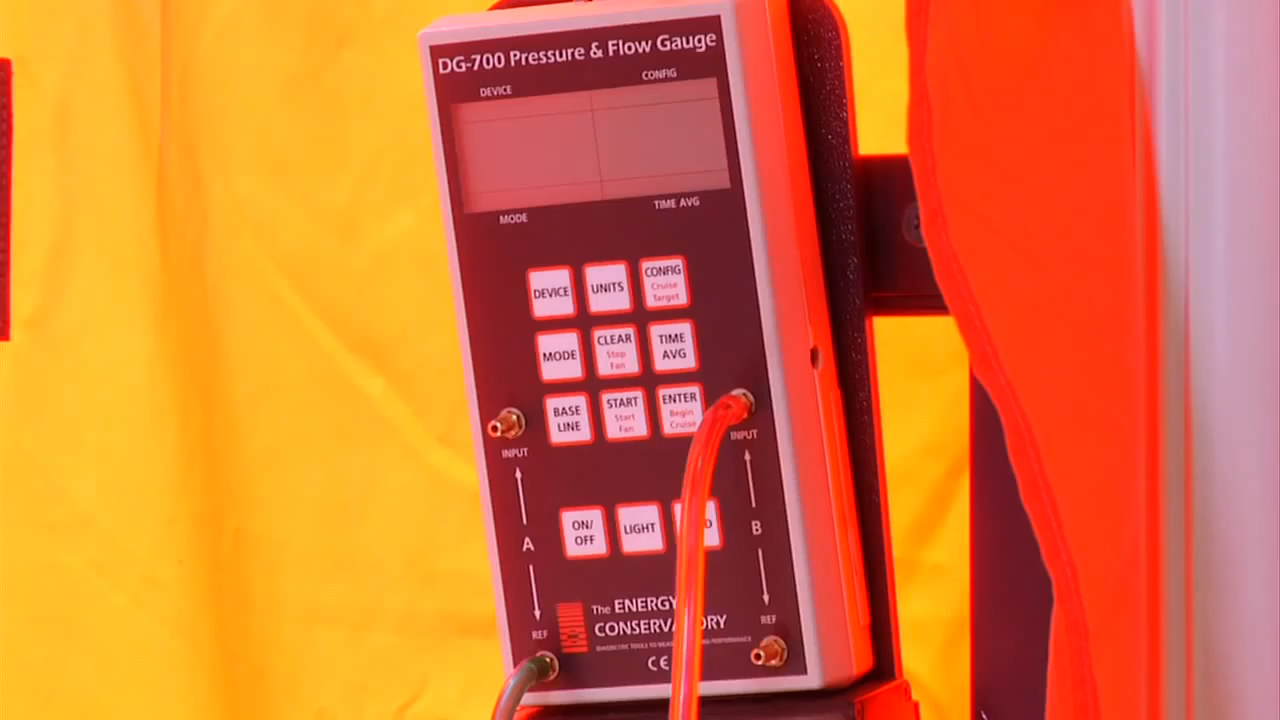 DG-700 Pressure & Flow Gauge
DEVICE CONFIG
MODE TIME AVG
DEVICE UNITS CONFIG
Cruise
Target
MODE CLEAR TIME
Stop AVG
Fan
BASE START ENTER
LINE Start Begin
Fan Cruise
INPUT INPUT
ON/ LIGHT
OFF
A B
The ENERGY
CONSERVATORY
REF REF
CE